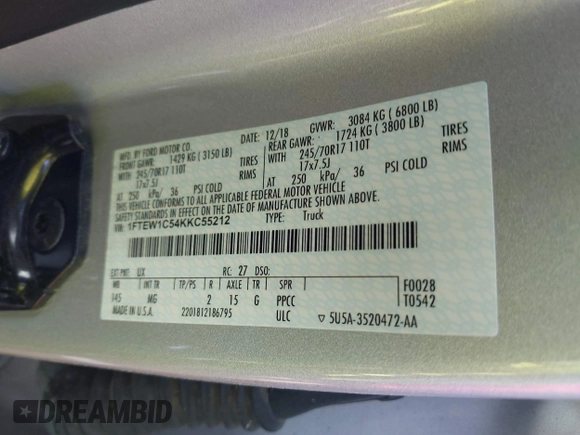 MFD. BY FORD MOTOR CO.
12/18
GVWR: 3084 KG ( 6800 LB)
FRONT GAWR: 1429 KG ( 3150 LB)
REAR GAWR: 1724 KG ( 3800 LB)
WITH 245/70R17 110T TIRES
WITH 245/70R17 110T TIRES
17x7.5J RIMS
17x7.5J RIMS
AT 250 kPa/ 36 PSI COLD
AT 250 kPa/ 36 PSI COLD
THIS VEHICLE CONFORMS TO ALL APPLICABLE FEDERAL MOTOR VEHICLE
SAFETY AND THEFT PREVENTION STANDARDS IN EFFECT ON THE DATE OF
MANUFACTURE SHOWN ABOVE.
VIN: 1FTEW1C54KKC55212
TYPE: Truck
EXT PNT: UX RC: 27 DSO:
WB INT TR TP/PS R AXLE TR SPR
145 MG 2 15 G PPCC
F0028
T0542
2201812186795
ULC
▽ 5U5A-3520472-AA
MADE IN U.S.A.
DREAMBID